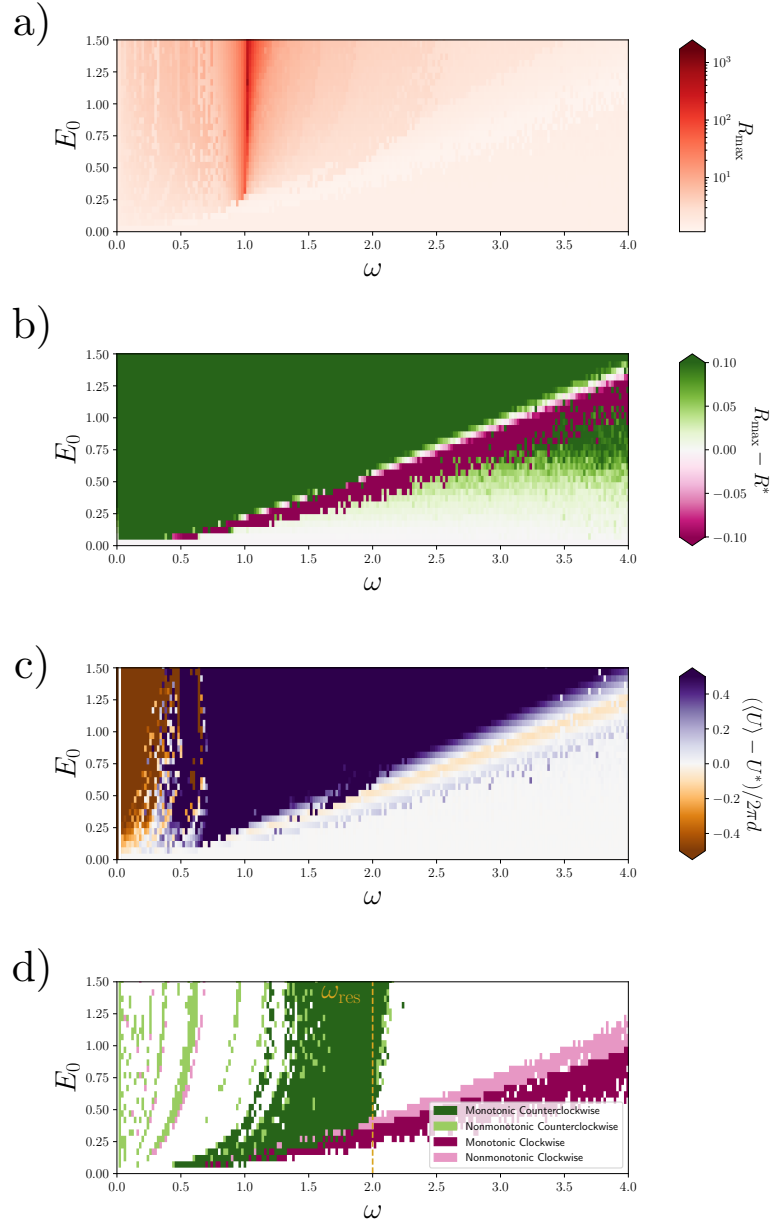 a)
1.50
1.25
1.00
0.75
0.50
0.25
0.00
E₀
0.0 0.5 1.0 1.5 2.0 2.5 3.0 3.5 4.0
ω
10³
10²
10¹
R_max
b)
1.50
1.25
1.00
0.75
0.50
0.25
0.00
E₀
0.0 0.5 1.0 1.5 2.0 2.5 3.0 3.5 4.0
ω
0.10
0.05
0.00
−0.05
−0.10
R_max − R*
c)
1.50
1.25
1.00
0.75
0.50
0.25
0.00
E₀
0.0 0.5 1.0 1.5 2.0 2.5 3.0 3.5 4.0
ω
0.4
0.2
0.0
−0.2
−0.4
(⟨U⟩ − U*)/2πd
d)
1.50
1.25
1.00
0.75
0.50
0.25
0.00
E₀
ω_res
Monotonic Counterclockwise
Nonmonotonic Counterclockwise
Monotonic Clockwise
Nonmonotonic Clockwise
0.0 0.5 1.0 1.5 2.0 2.5 3.0 3.5 4.0
ω